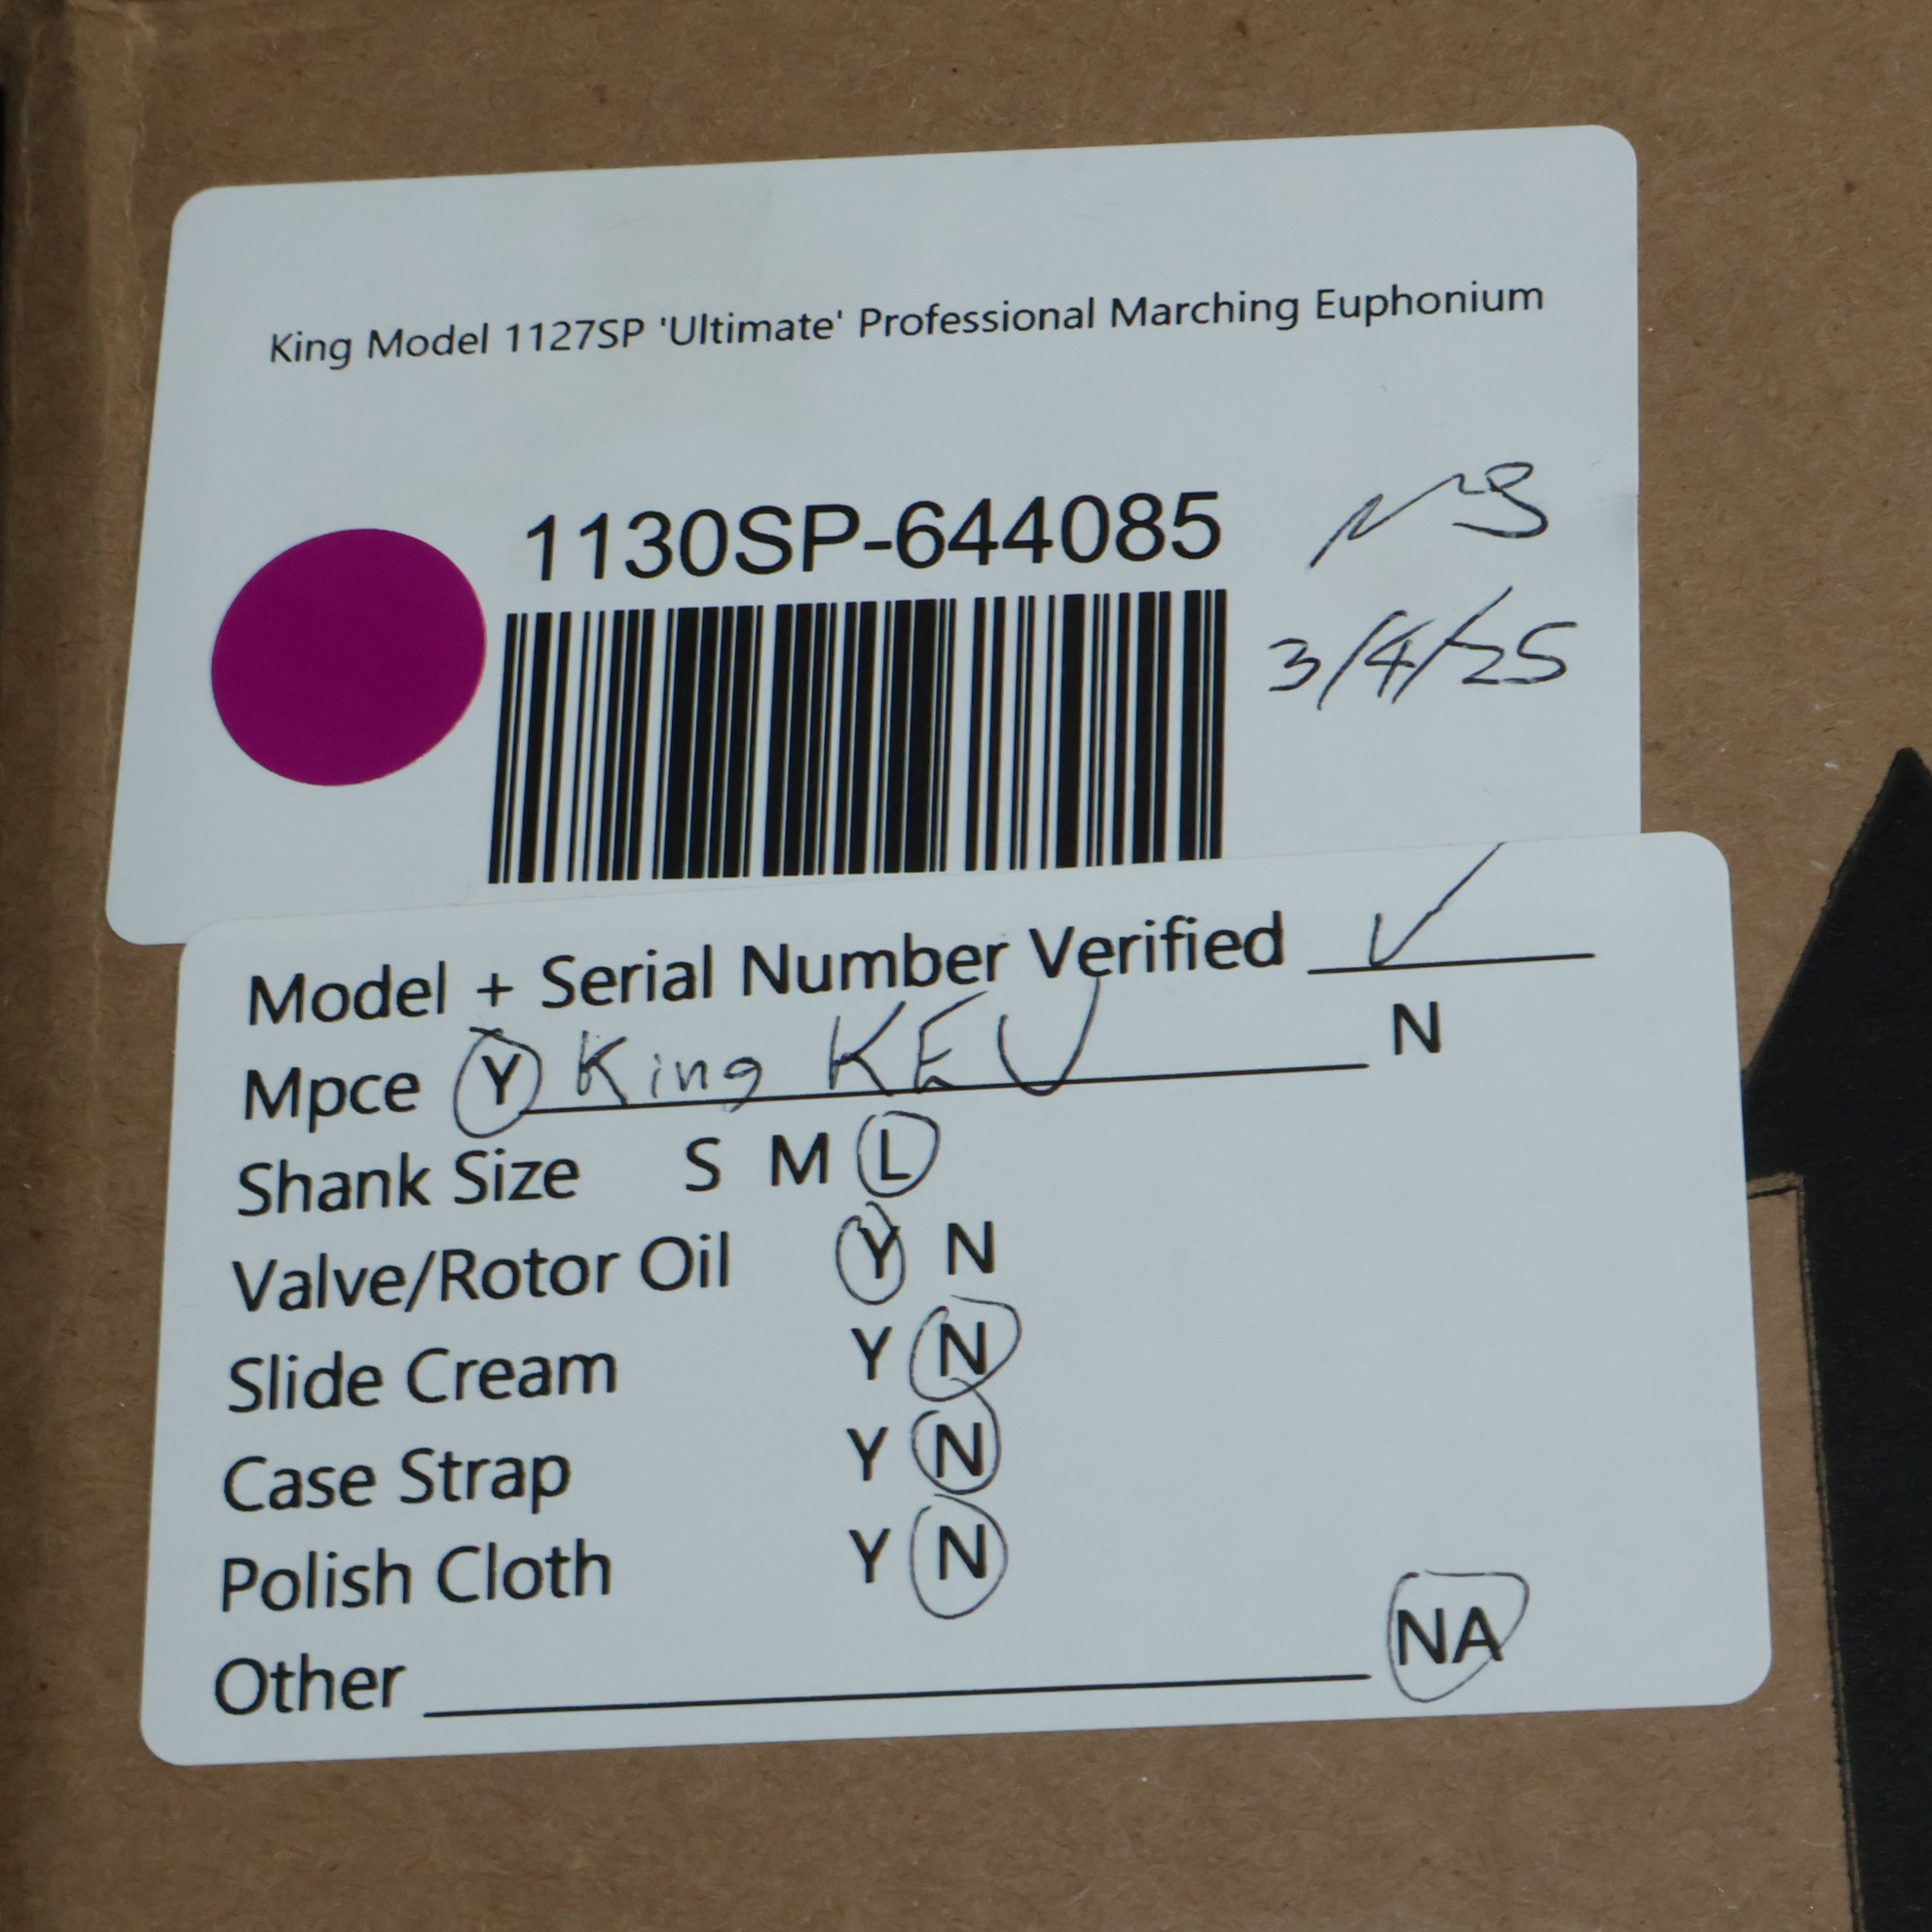 King Model 1127SP 'Ultimate' Professional Marching Euphonium
1130SP-644085
3/4/25
Model + Serial Number Verified ✓
Mpce Y King KEU N
Shank Size S M L
Valve/Rotor Oil Y N
Slide Cream Y N
Case Strap Y N
Polish Cloth Y N
Other NA